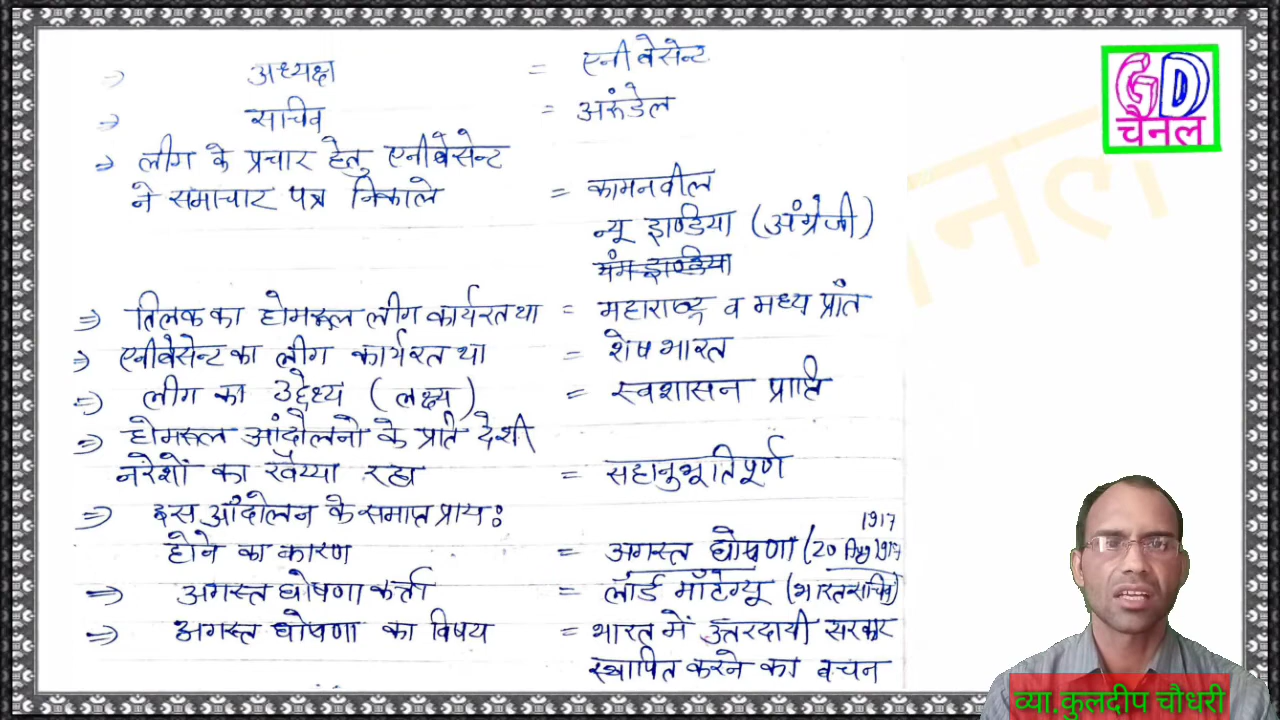 ⇒ अध्यक्ष = एनीबेसेन्ट
⇒ सचिव = अरुंडेल
⇒ लीग के प्रचार हेतु एनीबेसेन्ट
ने समाचार पत्र निकाले = कामनवील
न्यू इण्डिया (अंग्रेजी)
यंग इण्डिया
⇒ तिलक का होमरूल लीग कार्यरत था = महाराष्ट्र व मध्य प्रांत
⇒ एनीबेसेन्ट का लीग कार्यरत था = शेष भारत
⇒ लीग का उद्देश्य (लक्ष्य) = स्वशासन प्राप्ति
⇒ होमरूल आंदोलनो के प्रति देशी
नरेशों का रवैय्या रहा = सहानुभूतिपूर्ण
⇒ इस आँदोलन के समाप्त प्राय:
1917
होने का कारण = अगस्त घोषणा (20 Aug 1917
⇒ अगस्त घोषणा कर्त्ता = लॉर्ड मॉटेग्यू (भारत सचिव)
⇒ अगस्त घोषणा का विषय = भारत में उत्तरदायी सरकार
स्थापित करने का वचन
GD
चैनल
नल
व्या.कुलदीप चौधरी